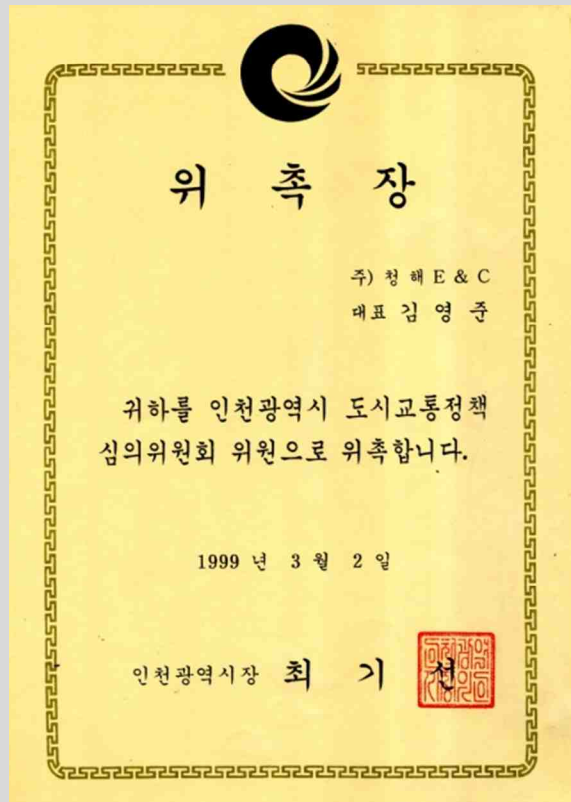 위 촉 장
주) 청해 E & C
대표 김 영 준
귀하를 인천광역시 도시교통정책
심의위원회 위원으로 위촉합니다.
1999 년 3 월 2 일
인천광역시장 최 기 선